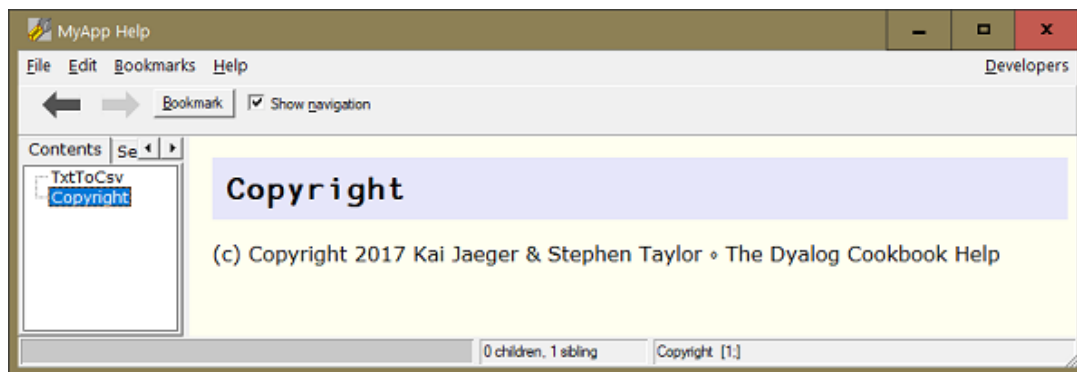 MyApp Help
File Edit Bookmarks Help Developers
Bookmark Show navigation
Contents Se
TxtToCsv
Copyright
Copyright
(c) Copyright 2017 Kai Jaeger & Stephen Taylor ∘ The Dyalog Cookbook Help
0 children, 1 sibling Copyright [1:]